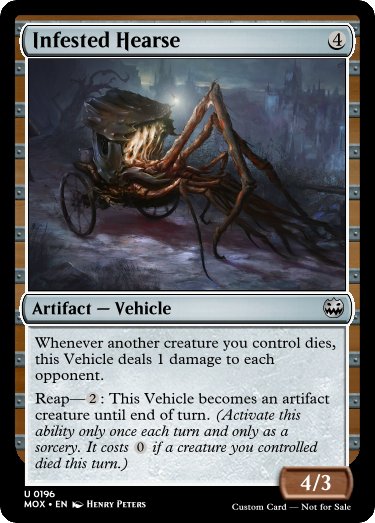 Infested Hearse 4
Artifact — Vehicle
Whenever another creature you control dies,
this Vehicle deals 1 damage to each
opponent.
Reap— 2 : This Vehicle becomes an artifact
creature until end of turn. (Activate this
ability only once each turn and only as a
sorcery. It costs 0 if a creature you controlled
died this turn.)
4/3
U 0196
MOX • EN Henry Peters
Custom Card — Not for Sale